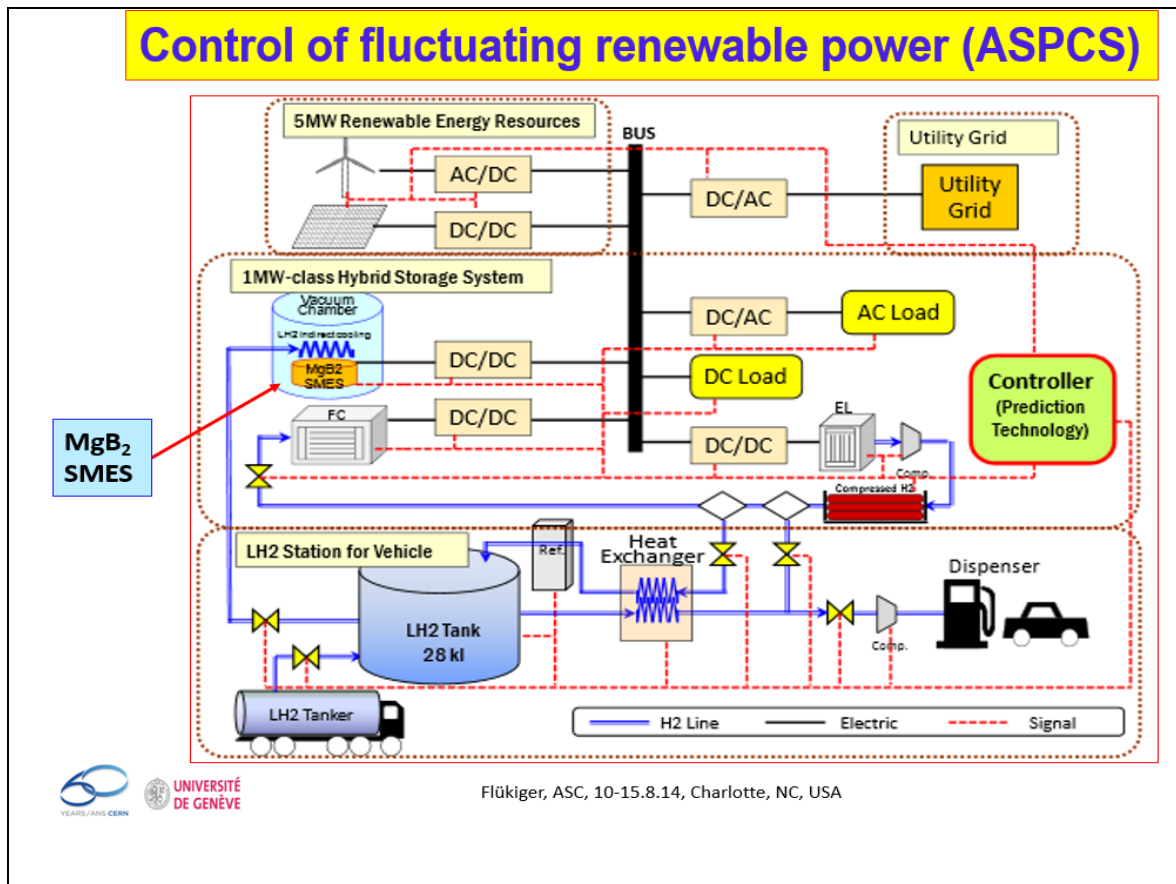 Control of fluctuating renewable power (ASPCS)
5MW Renewable Energy Resources
BUS
Utility Grid
AC/DC
DC/AC
Utility
Grid
DC/DC
1MW-class Hybrid Storage System
Vacuum
Chamber
LH2 Indirect cooling
MgB2
SMES
DC/DC
DC/AC
AC Load
DC Load
Controller
(Prediction
Technology)
FC
DC/DC
DC/DC
EL
Comp.
Compressed H2
MgB₂
SMES
LH2 Station for Vehicle
Ref.
Heat
Exchanger
Dispenser
LH2 Tank
28 kl
Comp.
LH2 Tanker
H2 Line
Electric
Signal
60
YEARS/ANS CERN
UNIVERSITÉ
DE GENÈVE
Flükiger, ASC, 10-15.8.14, Charlotte, NC, USA